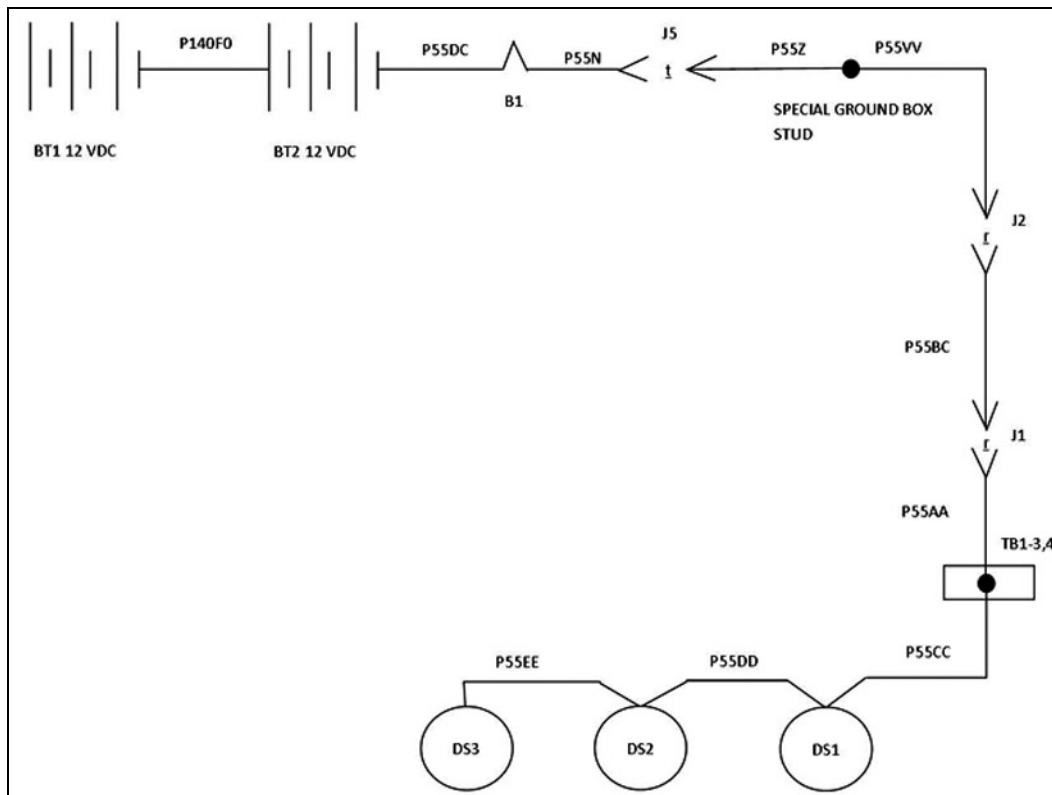 P140F0
P55DC
P55N
J5
P55Z
P55VV
t
B1
SPECIAL GROUND BOX
STUD
BT1 12 VDC
BT2 12 VDC
J2
r
P55BC
J1
r
P55AA
TB1-3,4
P55CC
P55EE
P55DD
DS3
DS2
DS1